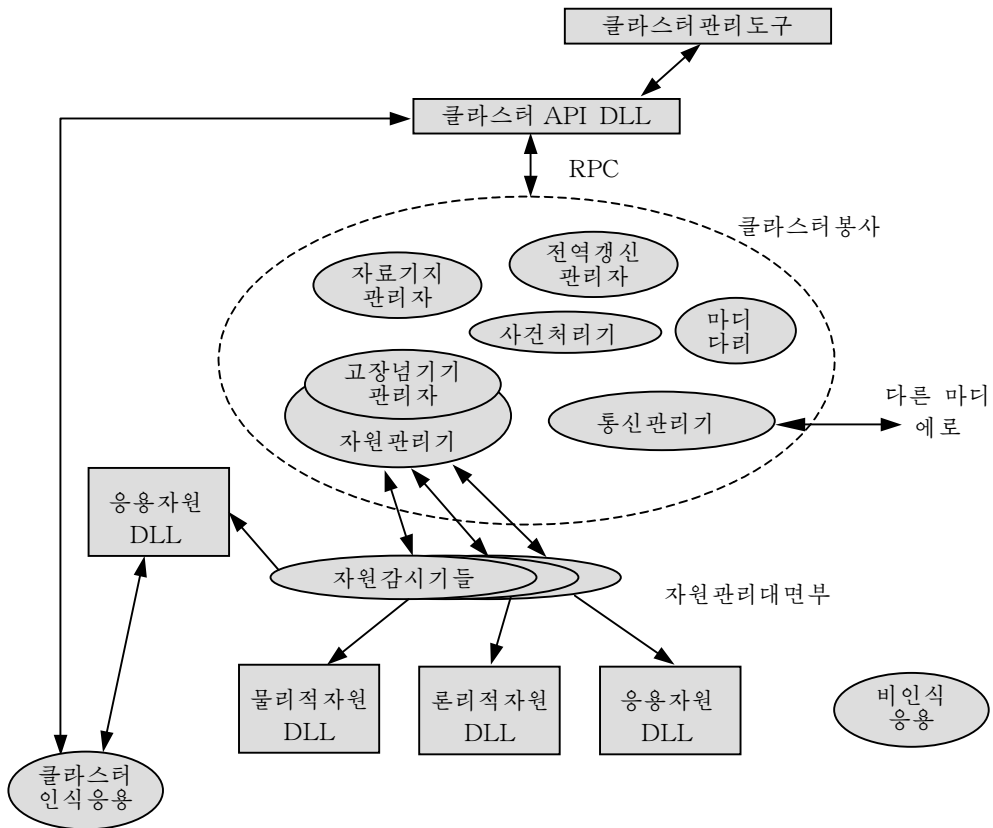 클라스터관리도구
클라스터 API DLL
RPC
클라스터봉사
전역갱신
관리자
자료기지
관리자
사건처리기
마디
다리
고장넘기기
관리자
자원관리기
통신관리기
다른 마디
에로
응용자원
DLL
자원감시기들
자원관리대면부
물리적자원
DLL
론리적자원
DLL
응용자원
DLL
비인식
응용
클라스터
인식응용